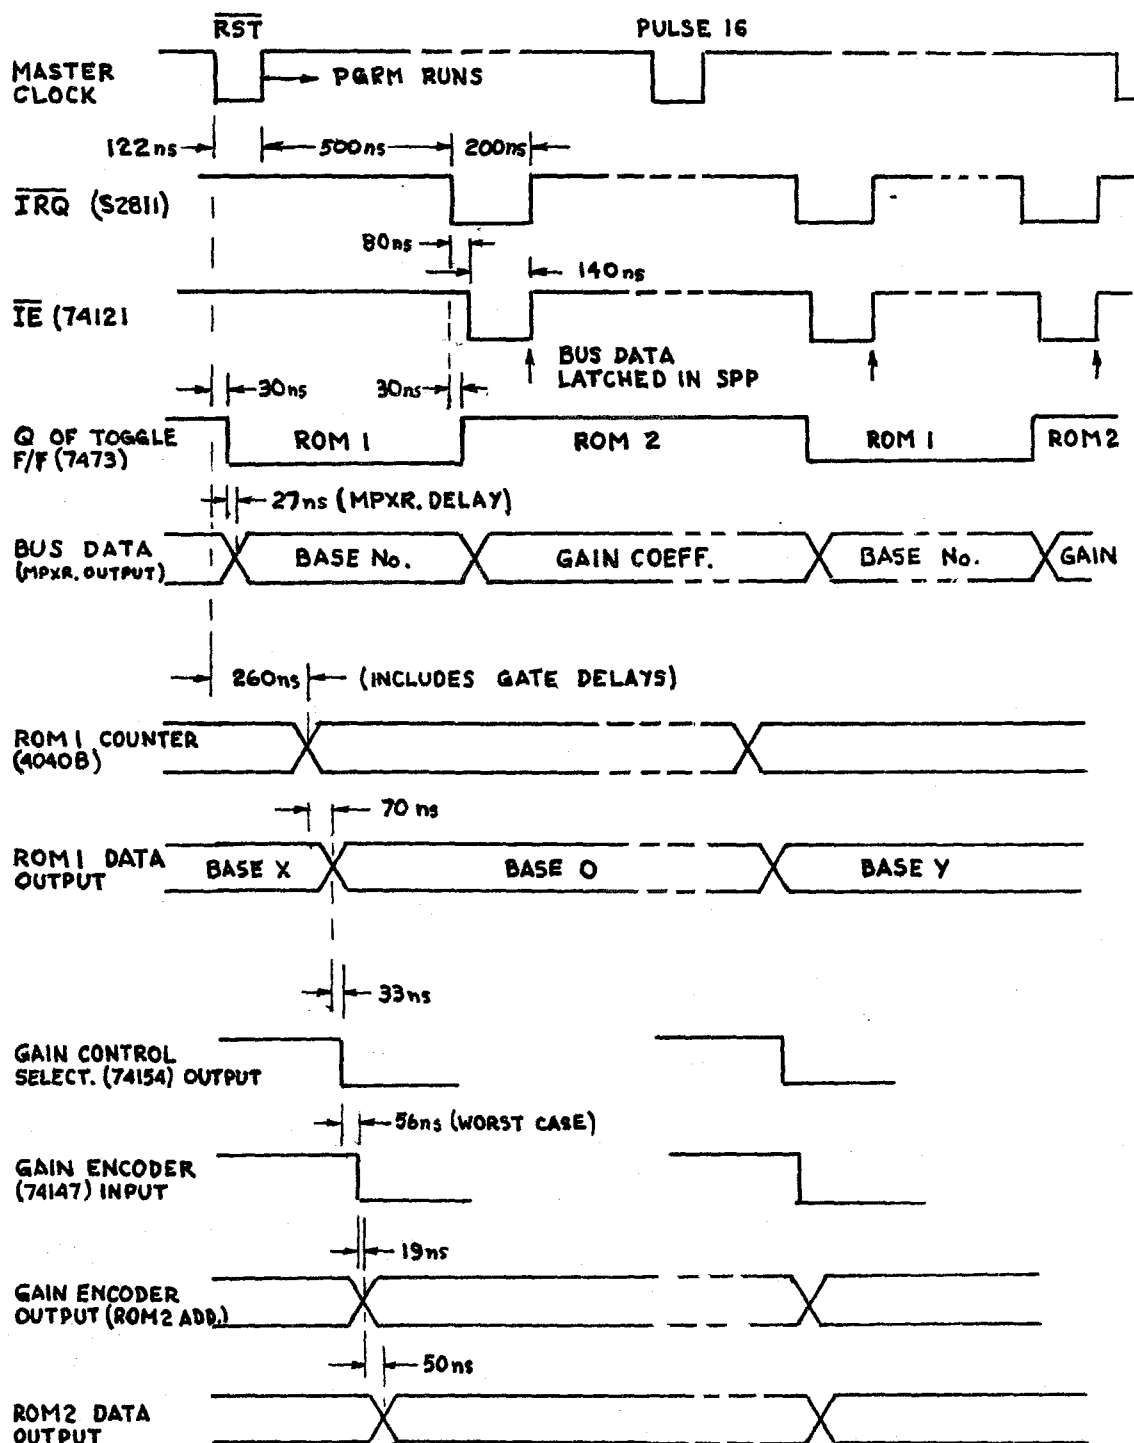 RST
PULSE 16
MASTER
CLOCK
PGRM RUNS
122ns
500ns
200ns
IRQ (S2811)
80ns
140ns
IE (74121
BUS DATA
LATCHED IN SPP
30ns
30ns
Q OF TOGGLE
F/F (7473)
ROM 1
ROM 2
ROM 1
ROM 2
27ns (MPXR. DELAY)
BUS DATA
(MPXR. OUTPUT)
BASE No.
GAIN COEFF.
BASE No.
GAIN
260ns
(INCLUDES GATE DELAYS)
ROM 1 COUNTER
(4040B)
70 ns
ROM 1 DATA
OUTPUT
BASE X
BASE O
BASE Y
33ns
GAIN CONTROL
SELECT. (74154) OUTPUT
56ns (WORST CASE)
GAIN ENCODER
(74147) INPUT
19ns
GAIN ENCODER
OUTPUT (ROM2 ADD.)
50ns
ROM2 DATA
OUTPUT